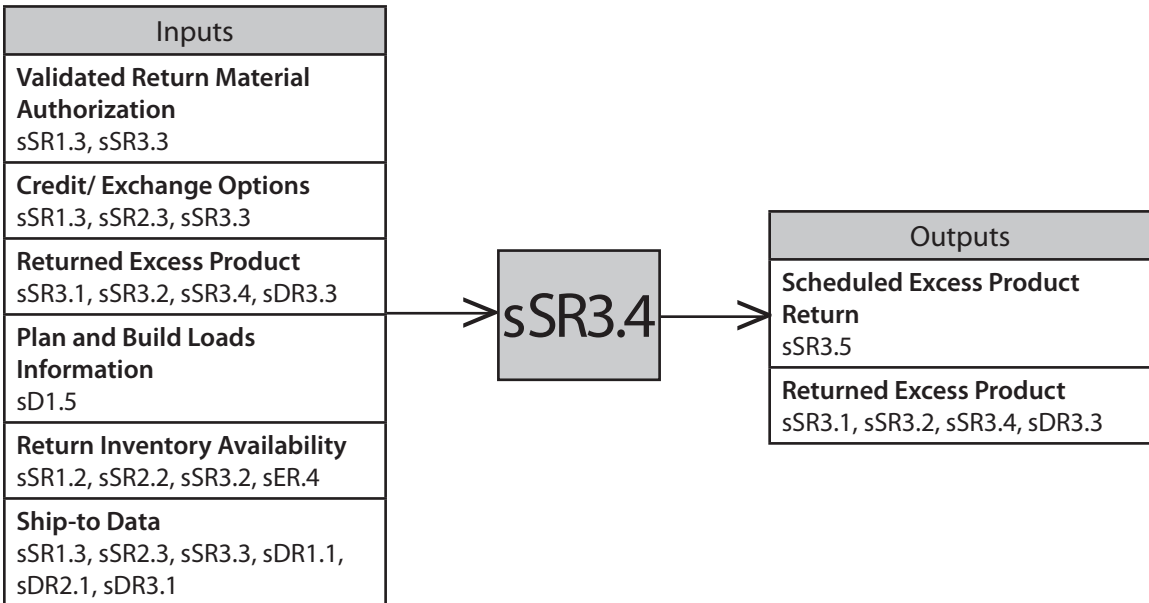 Inputs
Validated Return Material
Authorization
sSR1.3, sSR3.3
Credit/ Exchange Options
sSR1.3, sSR2.3, sSR3.3
Returned Excess Product
sSR3.1, sSR3.2, sSR3.4, sDR3.3
Plan and Build Loads
Information
sD1.5
Return Inventory Availability
sSR1.2, sSR2.2, sSR3.2, sER.4
Ship-to Data
sSR1.3, sSR2.3, sSR3.3, sDR1.1,
sDR2.1, sDR3.1
sSR3.4
Outputs
Scheduled Excess Product
Return
sSR3.5
Returned Excess Product
sSR3.1, sSR3.2, sSR3.4, sDR3.3